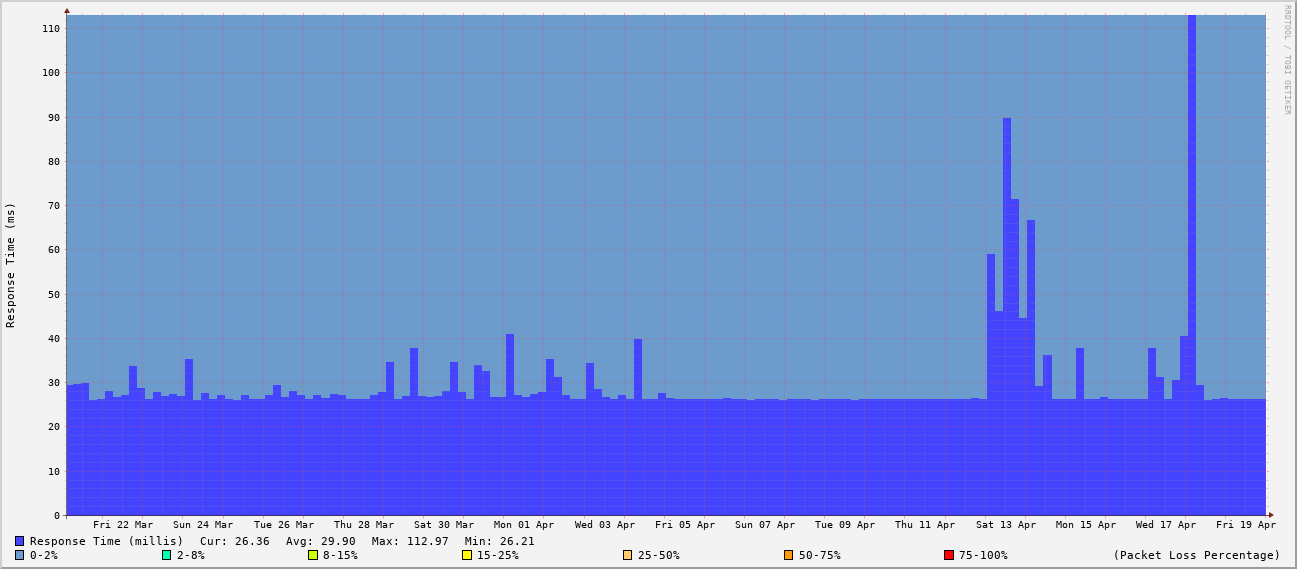 RRDTOOL / TOBI OETIKER
Response Time (ms)
110
100
90
80
70
60
50
40
30
20
10
0
Fri 22 Mar Sun 24 Mar Tue 26 Mar Thu 28 Mar Sat 30 Mar Mon 01 Apr Wed 03 Apr Fri 05 Apr Sun 07 Apr Tue 09 Apr Thu 11 Apr Sat 13 Apr Mon 15 Apr Wed 17 Apr Fri 19 Apr
Response Time (millis) Cur: 26.36 Avg: 29.90 Max: 112.97 Min: 26.21
0-2% 2-8% 8-15% 15-25% 25-50% 50-75% 75-100% (Packet Loss Percentage)